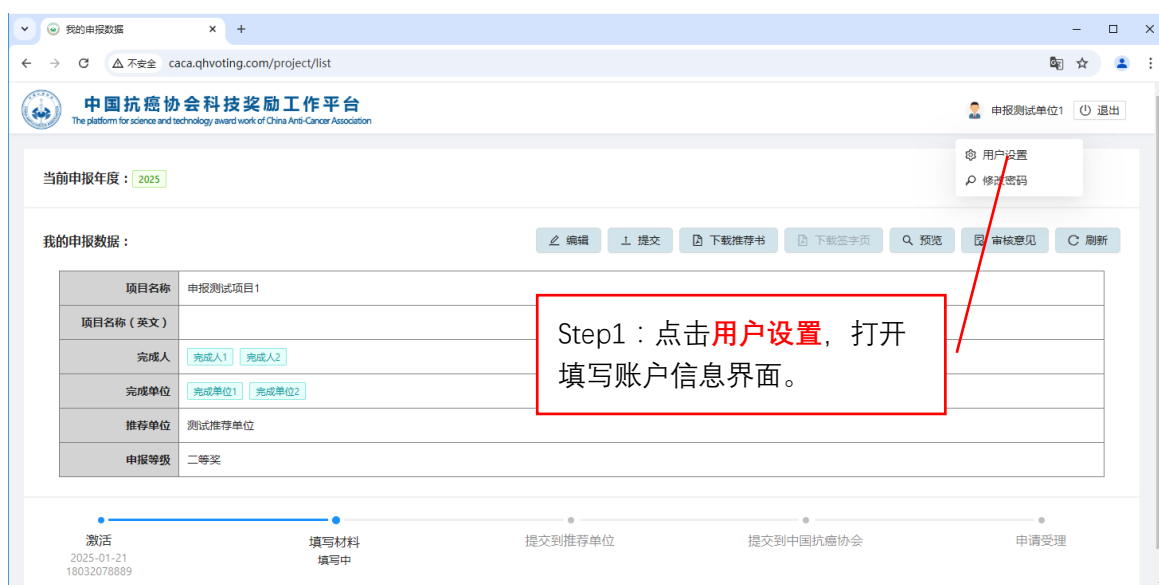 我的申报数据
不安全 caca.qhvoting.com/project/list
中国抗癌协会科技奖励工作平台
The platform for science and technology award work of China Anti-Cancer Association
申报测试单位1 退出
用户设置
修改密码
当前申报年度： 2025
我的申报数据：
编辑 提交 下载推荐书 下载签字页 预览 审核意见 刷新
项目名称 申报测试项目1
项目名称（英文）
完成人 完成人1 完成人2
完成单位 完成单位1 完成单位2
推荐单位 测试推荐单位
申报等级 二等奖
Step1：点击用户设置，打开
填写账户信息界面。
激活 填写材料 提交到推荐单位 提交到中国抗癌协会 申请受理
2025-01-21 填写中
18032078889